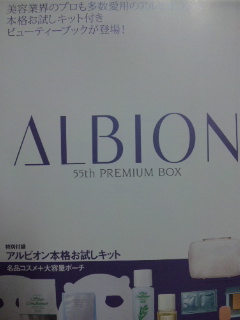 美容業界のプロも多数愛用のアルビ
本格お試しキット付き
ビューティーブックが登場！
ALBION
55th PREMIUM BOX
特別付録
アルビオン本格お試しキット
名品コスメ＋大容量ポーチ